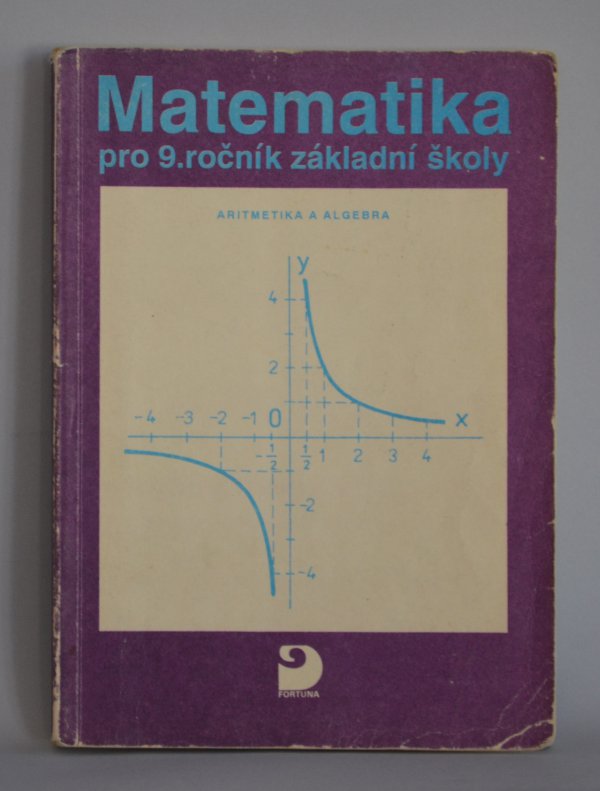 Matematika
pro 9.ročník základní školy
ARITMETIKA A ALGEBRA
y
4
2
-4 -3 -2 -1 0 x
-1/2 1/2 1 2 3 4
-2
-4
FORTUNA